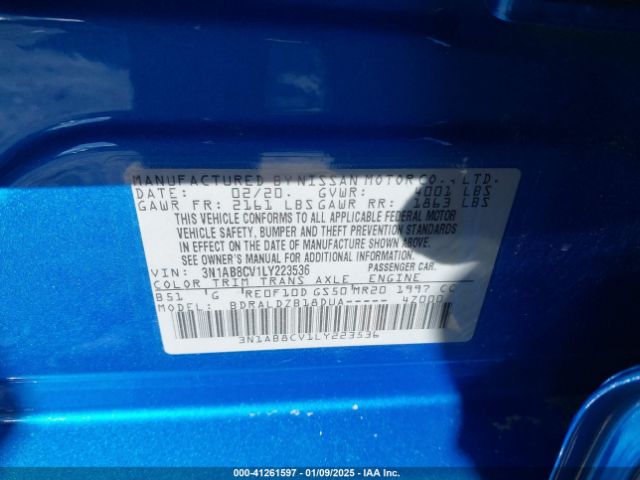 MANUFACTURED BY NISSAN MOTOR CO., LTD.
DATE: 02/20. GVWR: 4001 LBS
GAWR FR: 2161 LBS GAWR RR: 1863 LBS
THIS VEHICLE CONFORMS TO ALL APPLICABLE FEDERAL MOTOR
VEHICLE SAFETY, BUMPER AND THEFT PREVENTION STANDARDS
IN EFFECT ON THE DATE OF MANUFACTURE SHOWN ABOVE.
SEE OWNER'S MANUAL FOR ADDITIONAL INFORMATION.
VIN: 3N1AB8CV1LY223536 PASSENGER CAR.
COLOR TRIM TRANS AXLE ENGINE
B51 'G 'RE0F10D GS50'MR20 1997 CC
MODEL: BDRALDZB18DUA----- 47000
3N1AB8CV1LY223536
000-41261597 - 01/09/2025 - IAA Inc.